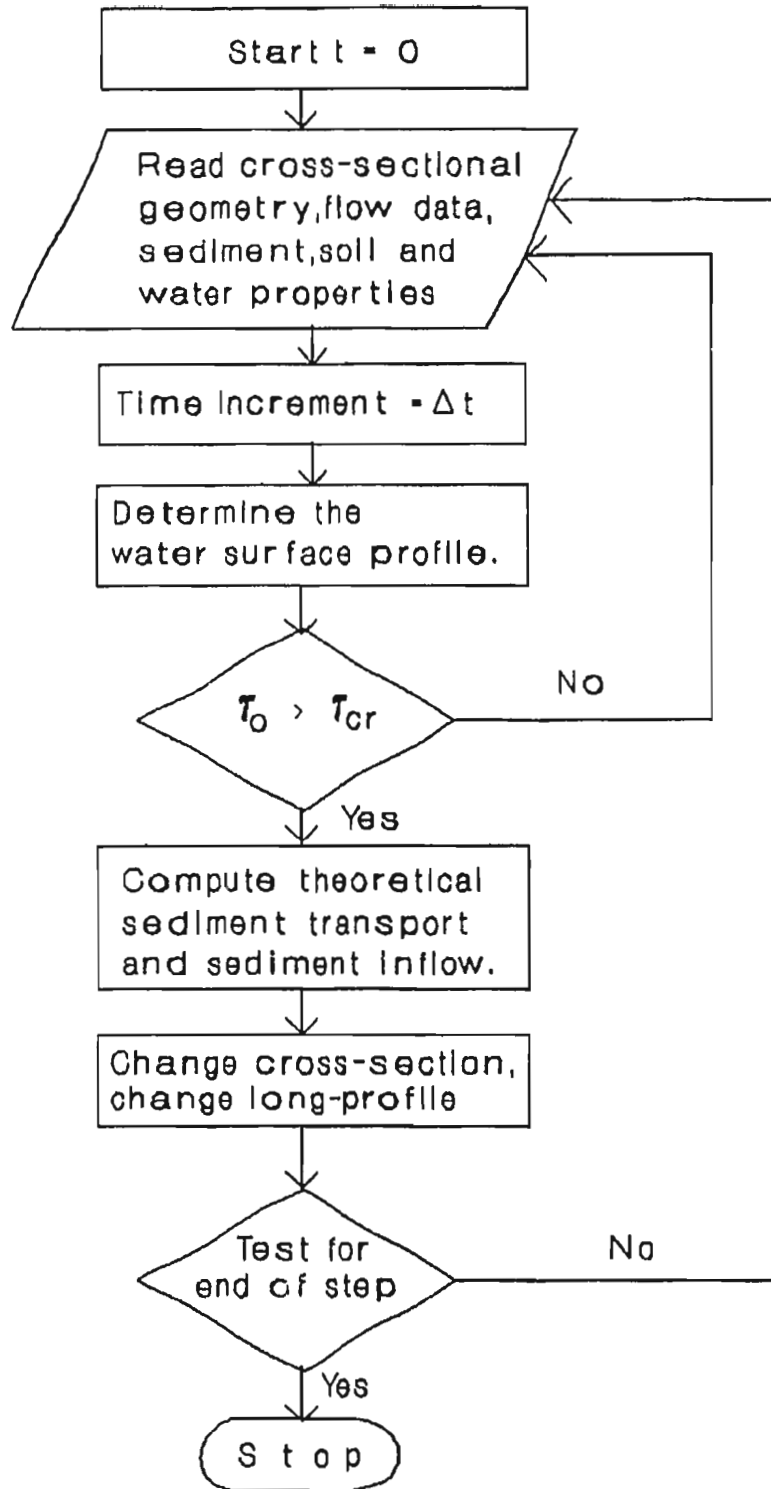 Start t = 0
Read cross-sectional
geometry,flow data,
sediment,soil and
water properties
Time Increment = Δt
Determine the
water surface profile.
τo > τcr
No
Yes
Compute theoretical
sediment transport
and sediment inflow.
Change cross-section,
change long-profile
Test for
end of step
No
Yes
Stop